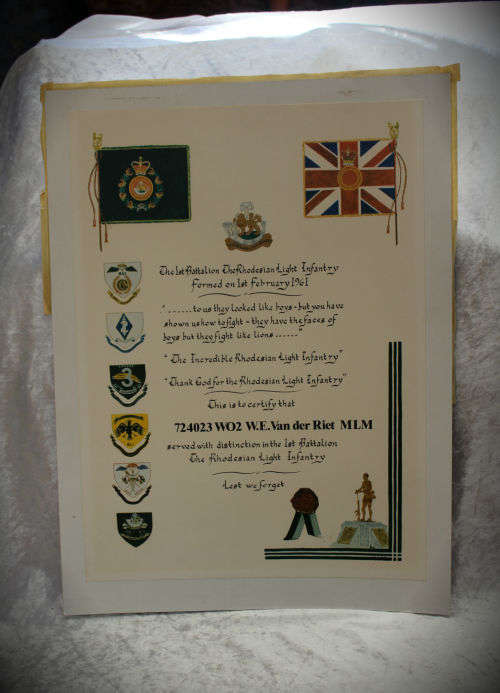 The 1st Battalion The Rhodesian Light Infantry
Formed on 1st February 1961
"......to us they looked like boys - but you have
shown us how to fight - they have the faces of
boys but they fight like lions ......"
"The Incredible Rhodesian Light Infantry"
"Thank God for the Rhodesian Light Infantry"
This is to certify that
724023 WO2 W.E.Van der Riet MLM
served with distinction in the 1st Battalion
The Rhodesian Light Infantry
Lest we forget
3